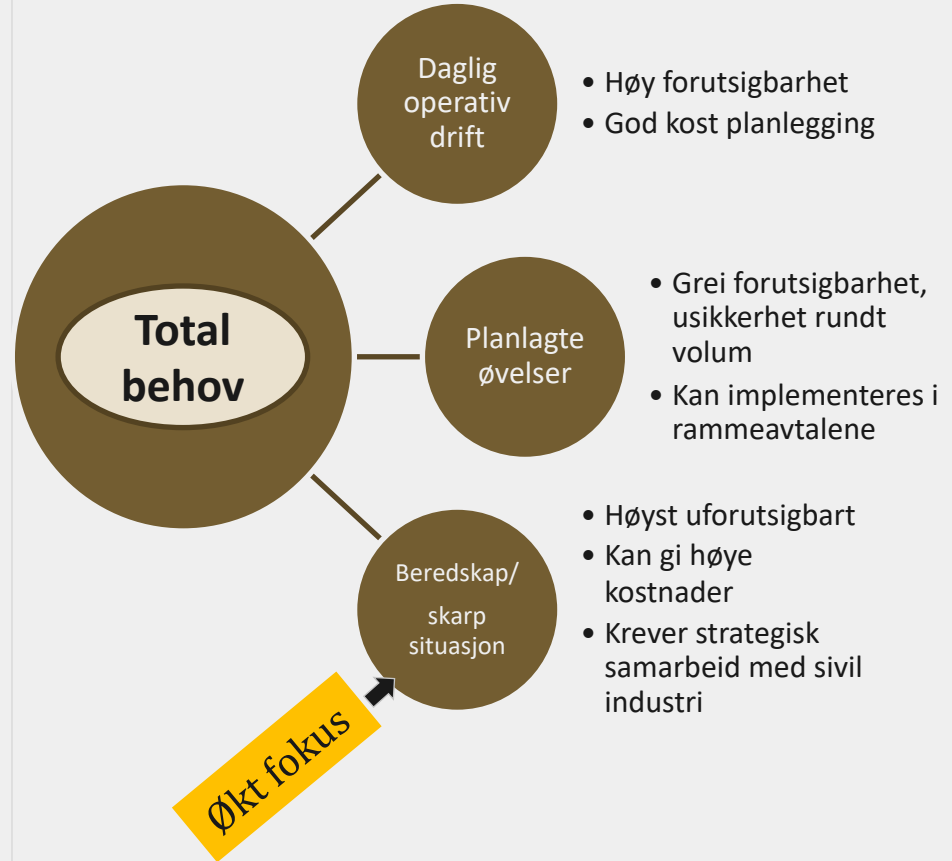 Daglig
operativ
drift
• Høy forutsigbarhet
• God kost planlegging
Total
behov
Planlagte
øvelser
• Grei forutsigbarhet,
usikkerhet rundt
volum
• Kan implementeres i
rammeavtalene
Beredskap/
skarp
situasjon
• Høyst uforutsigbart
• Kan gi høye
kostnader
• Krever strategisk
samarbeid med sivil
industri
Økt fokus